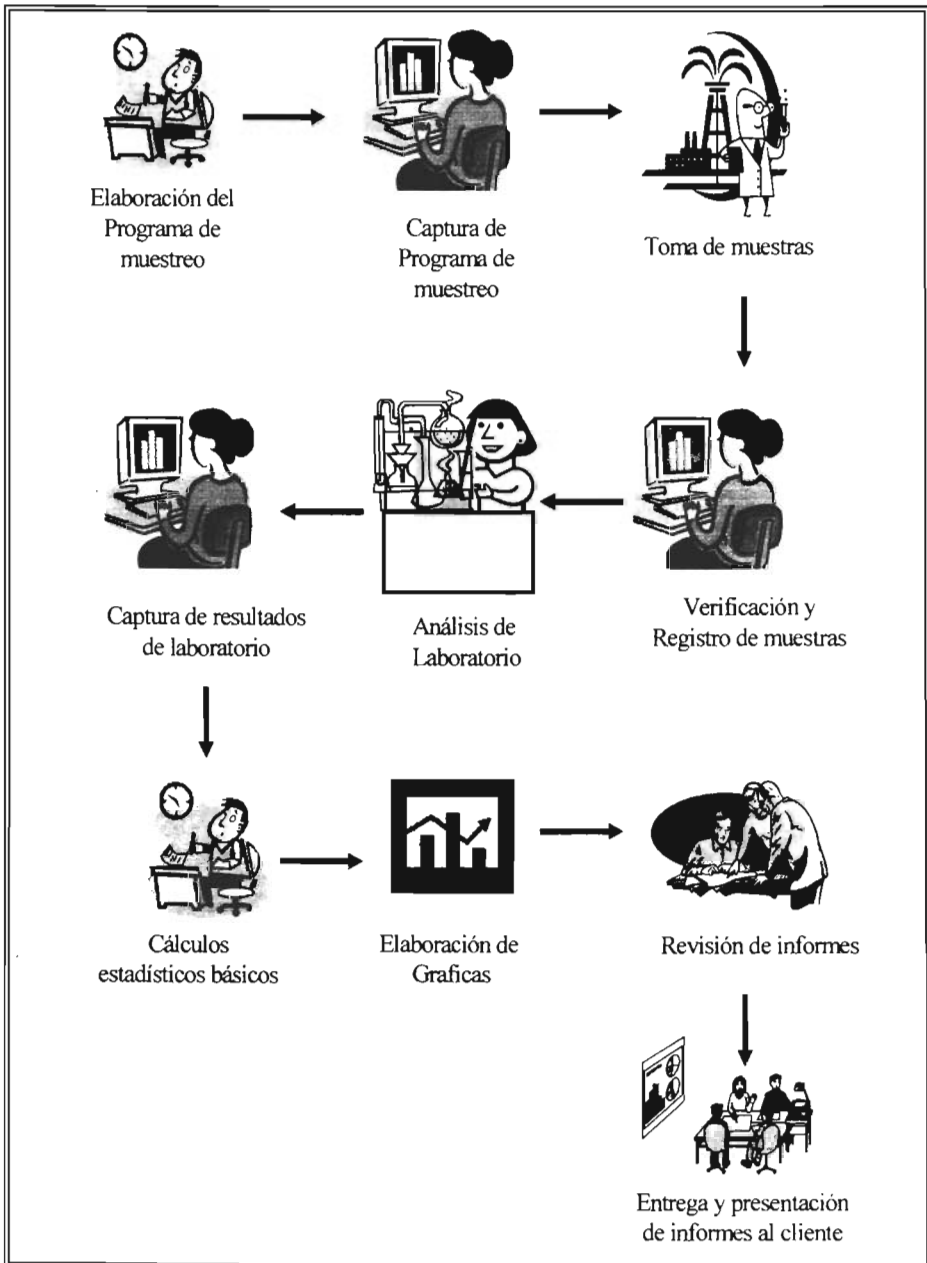 Elaboración del
Programa de
muestreo
Captura de
Programa de
muestreo
Toma de muestras
Verificación y
Registro de muestras
Análisis de
Laboratorio
Captura de resultados
de laboratorio
Cálculos
estadísticos básicos
Elaboración de
Graficas
Revisión de informes
Entrega y presentación
de informes al cliente